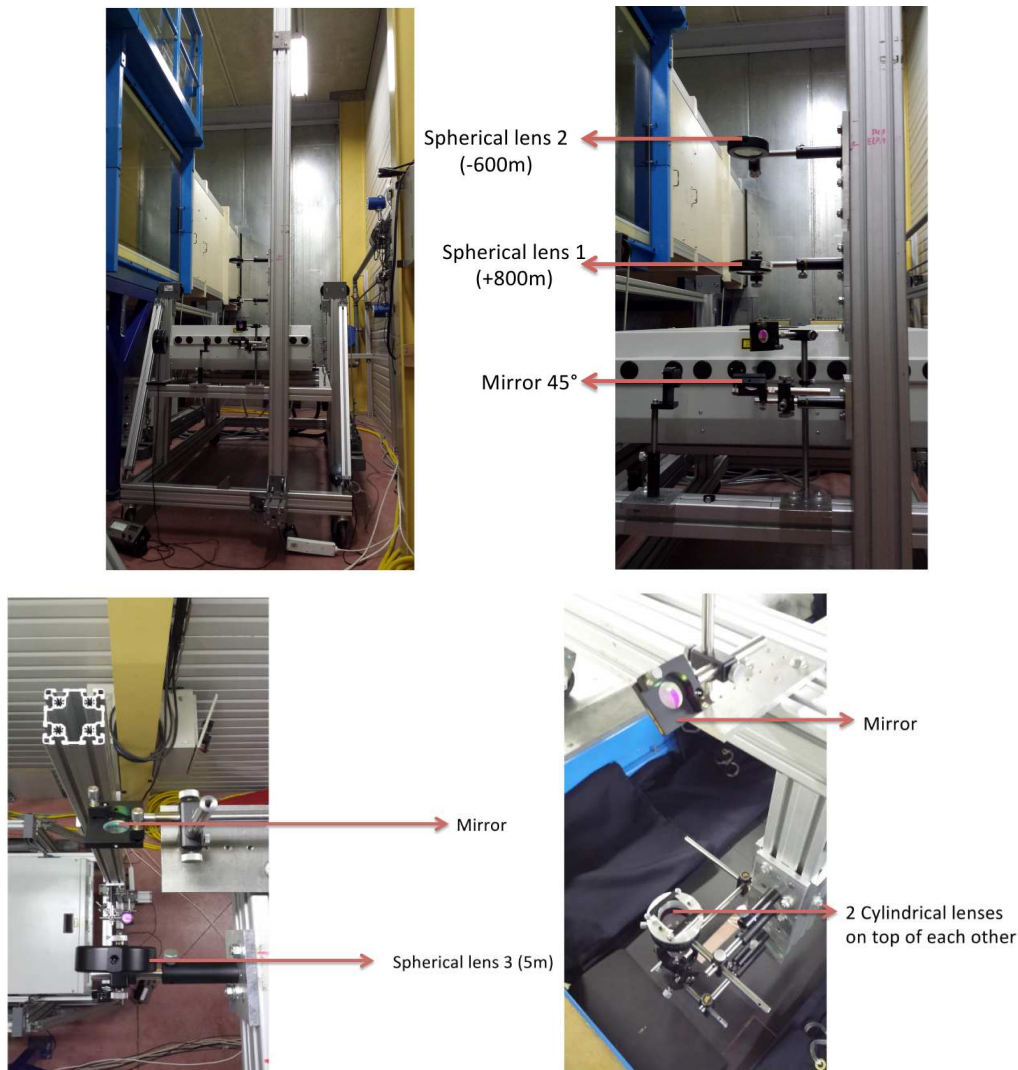 Spherical lens 2
(-600m)
Spherical lens 1
(+800m)
Mirror 45°
Mirror
Mirror
Spherical lens 3 (5m)
2 Cylindrical lenses
on top of each other